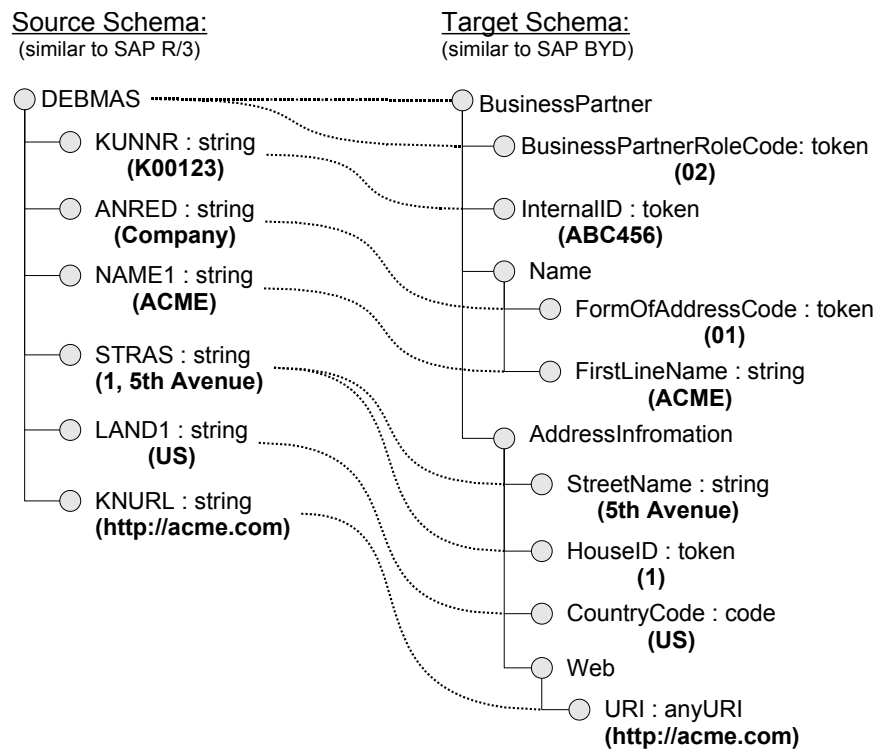 Source Schema:
(similar to SAP R/3)
DEBMAS
KUNNR : string
(K00123)
ANRED : string
(Company)
NAME1 : string
(ACME)
STRAS : string
(1, 5th Avenue)
LAND1 : string
(US)
KNURL : string
(http://acme.com)
Target Schema:
(similar to SAP BYD)
BusinessPartner
BusinessPartnerRoleCode: token
(02)
InternalID : token
(ABC456)
Name
FormOfAddressCode : token
(01)
FirstLineName : string
(ACME)
AddressInfromation
StreetName : string
(5th Avenue)
HouseID : token
(1)
CountryCode : code
(US)
Web
URI : anyURI
(http://acme.com)